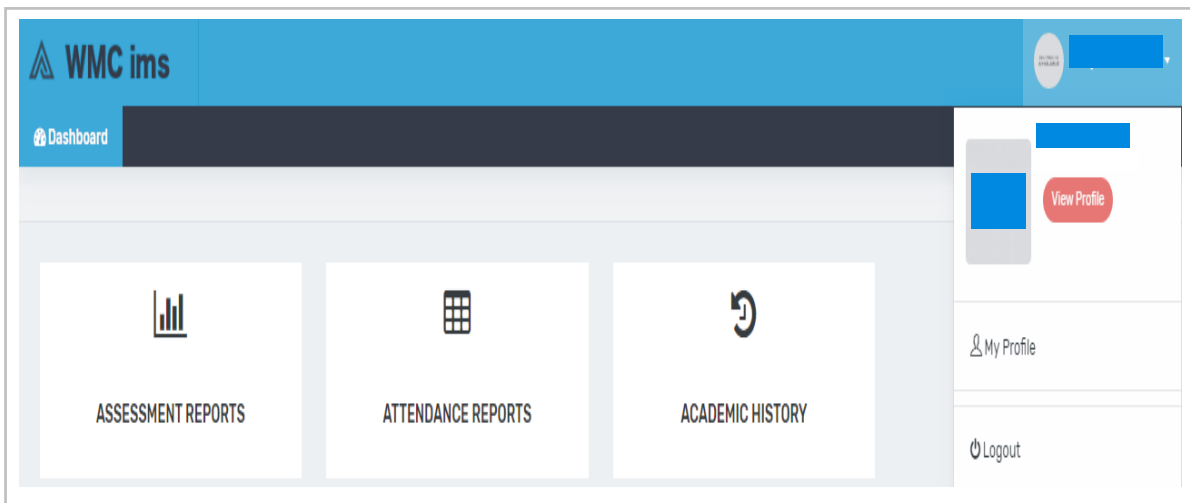 WMC ims
Dashboard
View Profile
ASSESSMENT REPORTS
ATTENDANCE REPORTS
ACADEMIC HISTORY
My Profile
Logout